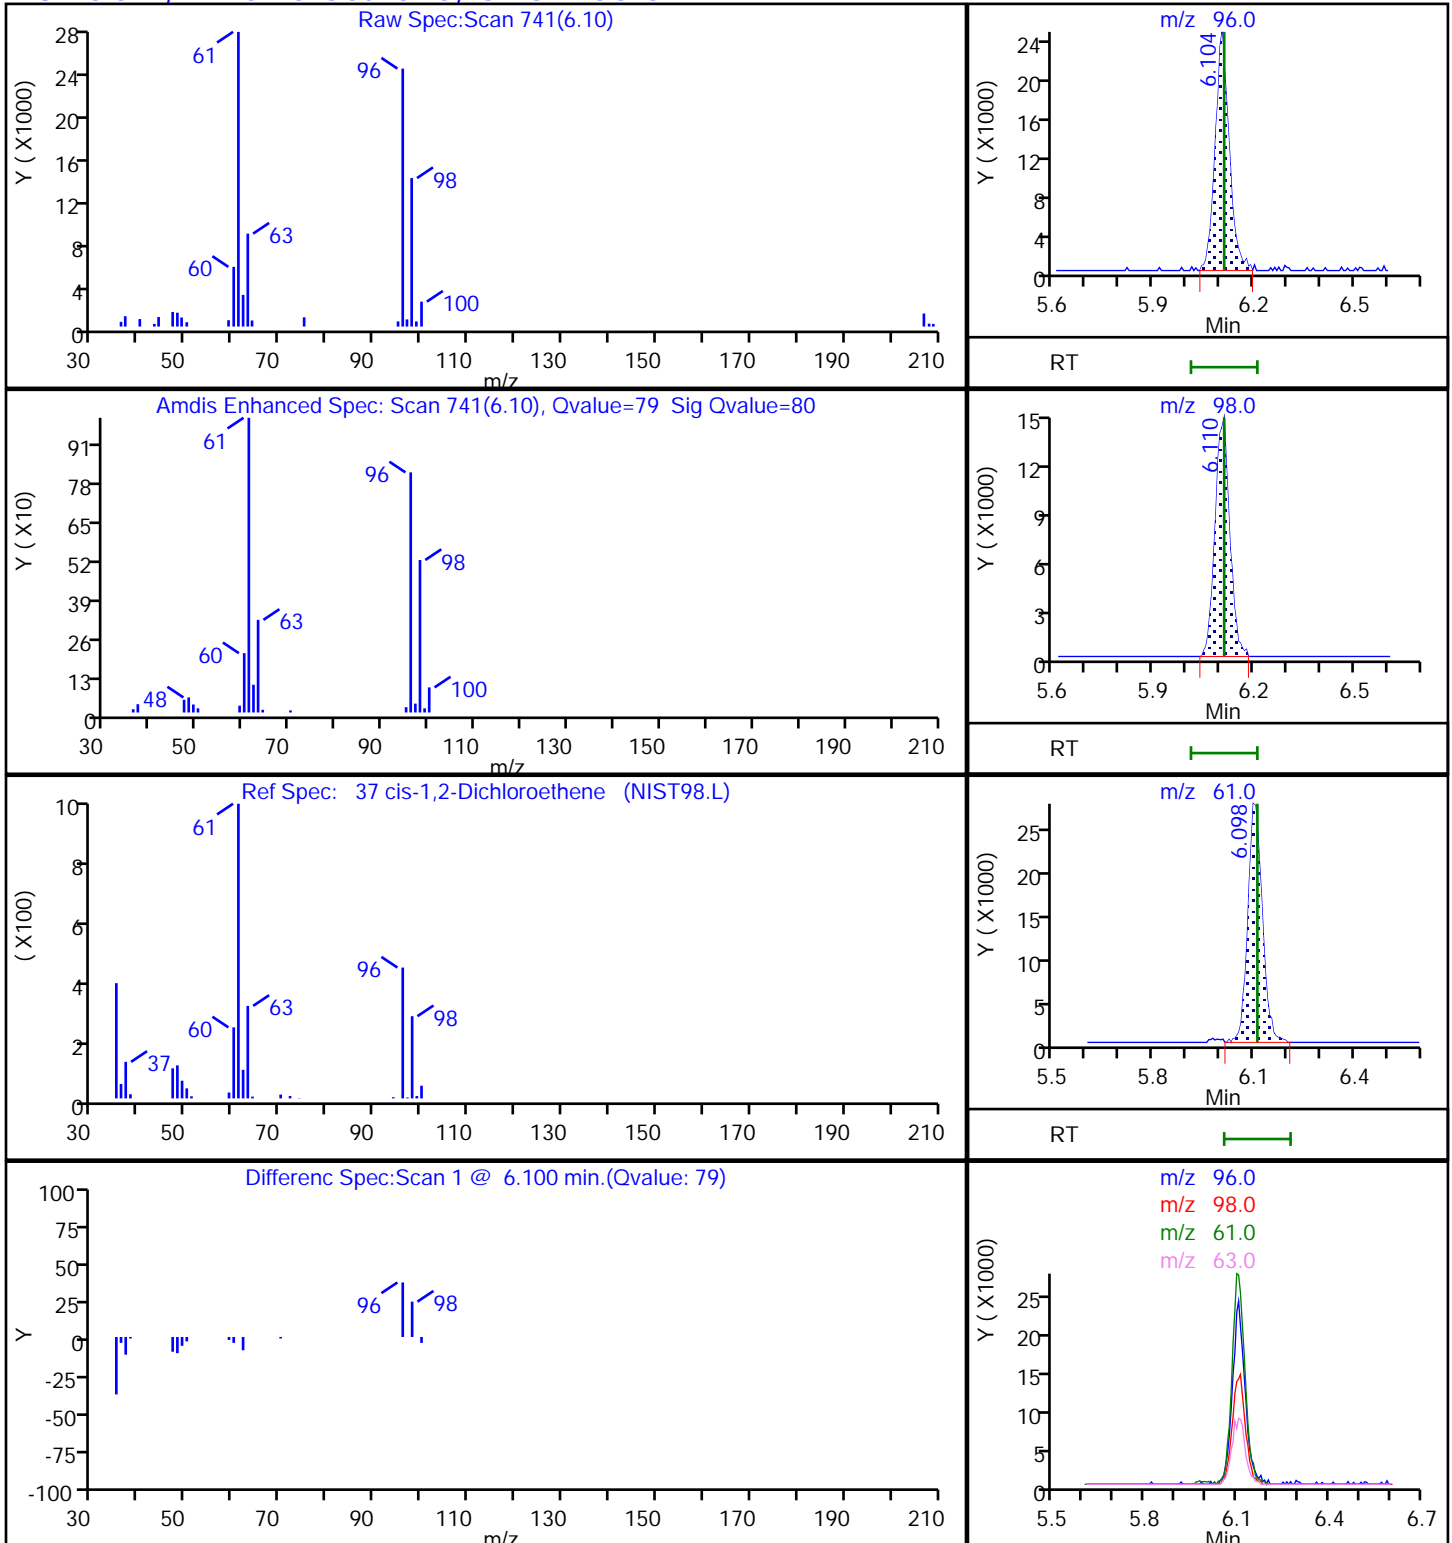 Raw Spec:Scan 741(6.10)
Y ( X1000)
28
24
20
16
12
8
4
0
61
96
98
63
60
100
30 50 70 90 110 130 150 170 190 210
m/z
m/z 96.0
Y ( X1000)
24
20
16
12
8
4
0
6.104
5.6 5.9 6.2 6.5
Min
RT
Amdis Enhanced Spec: Scan 741(6.10), Qvalue=79 Sig Qvalue=80
Y ( X10)
91
78
65
52
39
26
13
0
61
96
98
63
60
48
100
30 50 70 90 110 130 150 170 190 210
m/z
m/z 98.0
Y ( X1000)
15
12
9
6
3
0
6.110
5.6 5.9 6.2 6.5
Min
RT
Ref Spec: 37 cis-1,2-Dichloroethene (NIST98.L)
( X100)
10
8
6
4
2
0
61
96
63
98
60
37
30 50 70 90 110 130 150 170 190 210
m/z 61.0
Y ( X1000)
25
20
15
10
5
0
6.098
5.5 5.8 6.1 6.4
Min
RT
Differenc Spec:Scan 1 @ 6.100 min.(Qvalue: 79)
Y
100
75
50
25
0
-25
-50
-75
-100
96
98
30 50 70 90 110 130 150 170 190 210
m/z
m/z 96.0
m/z 98.0
m/z 61.0
m/z 63.0
Y ( X1000)
25
20
15
10
5
0
5.5 5.8 6.1 6.4 6.7
Min